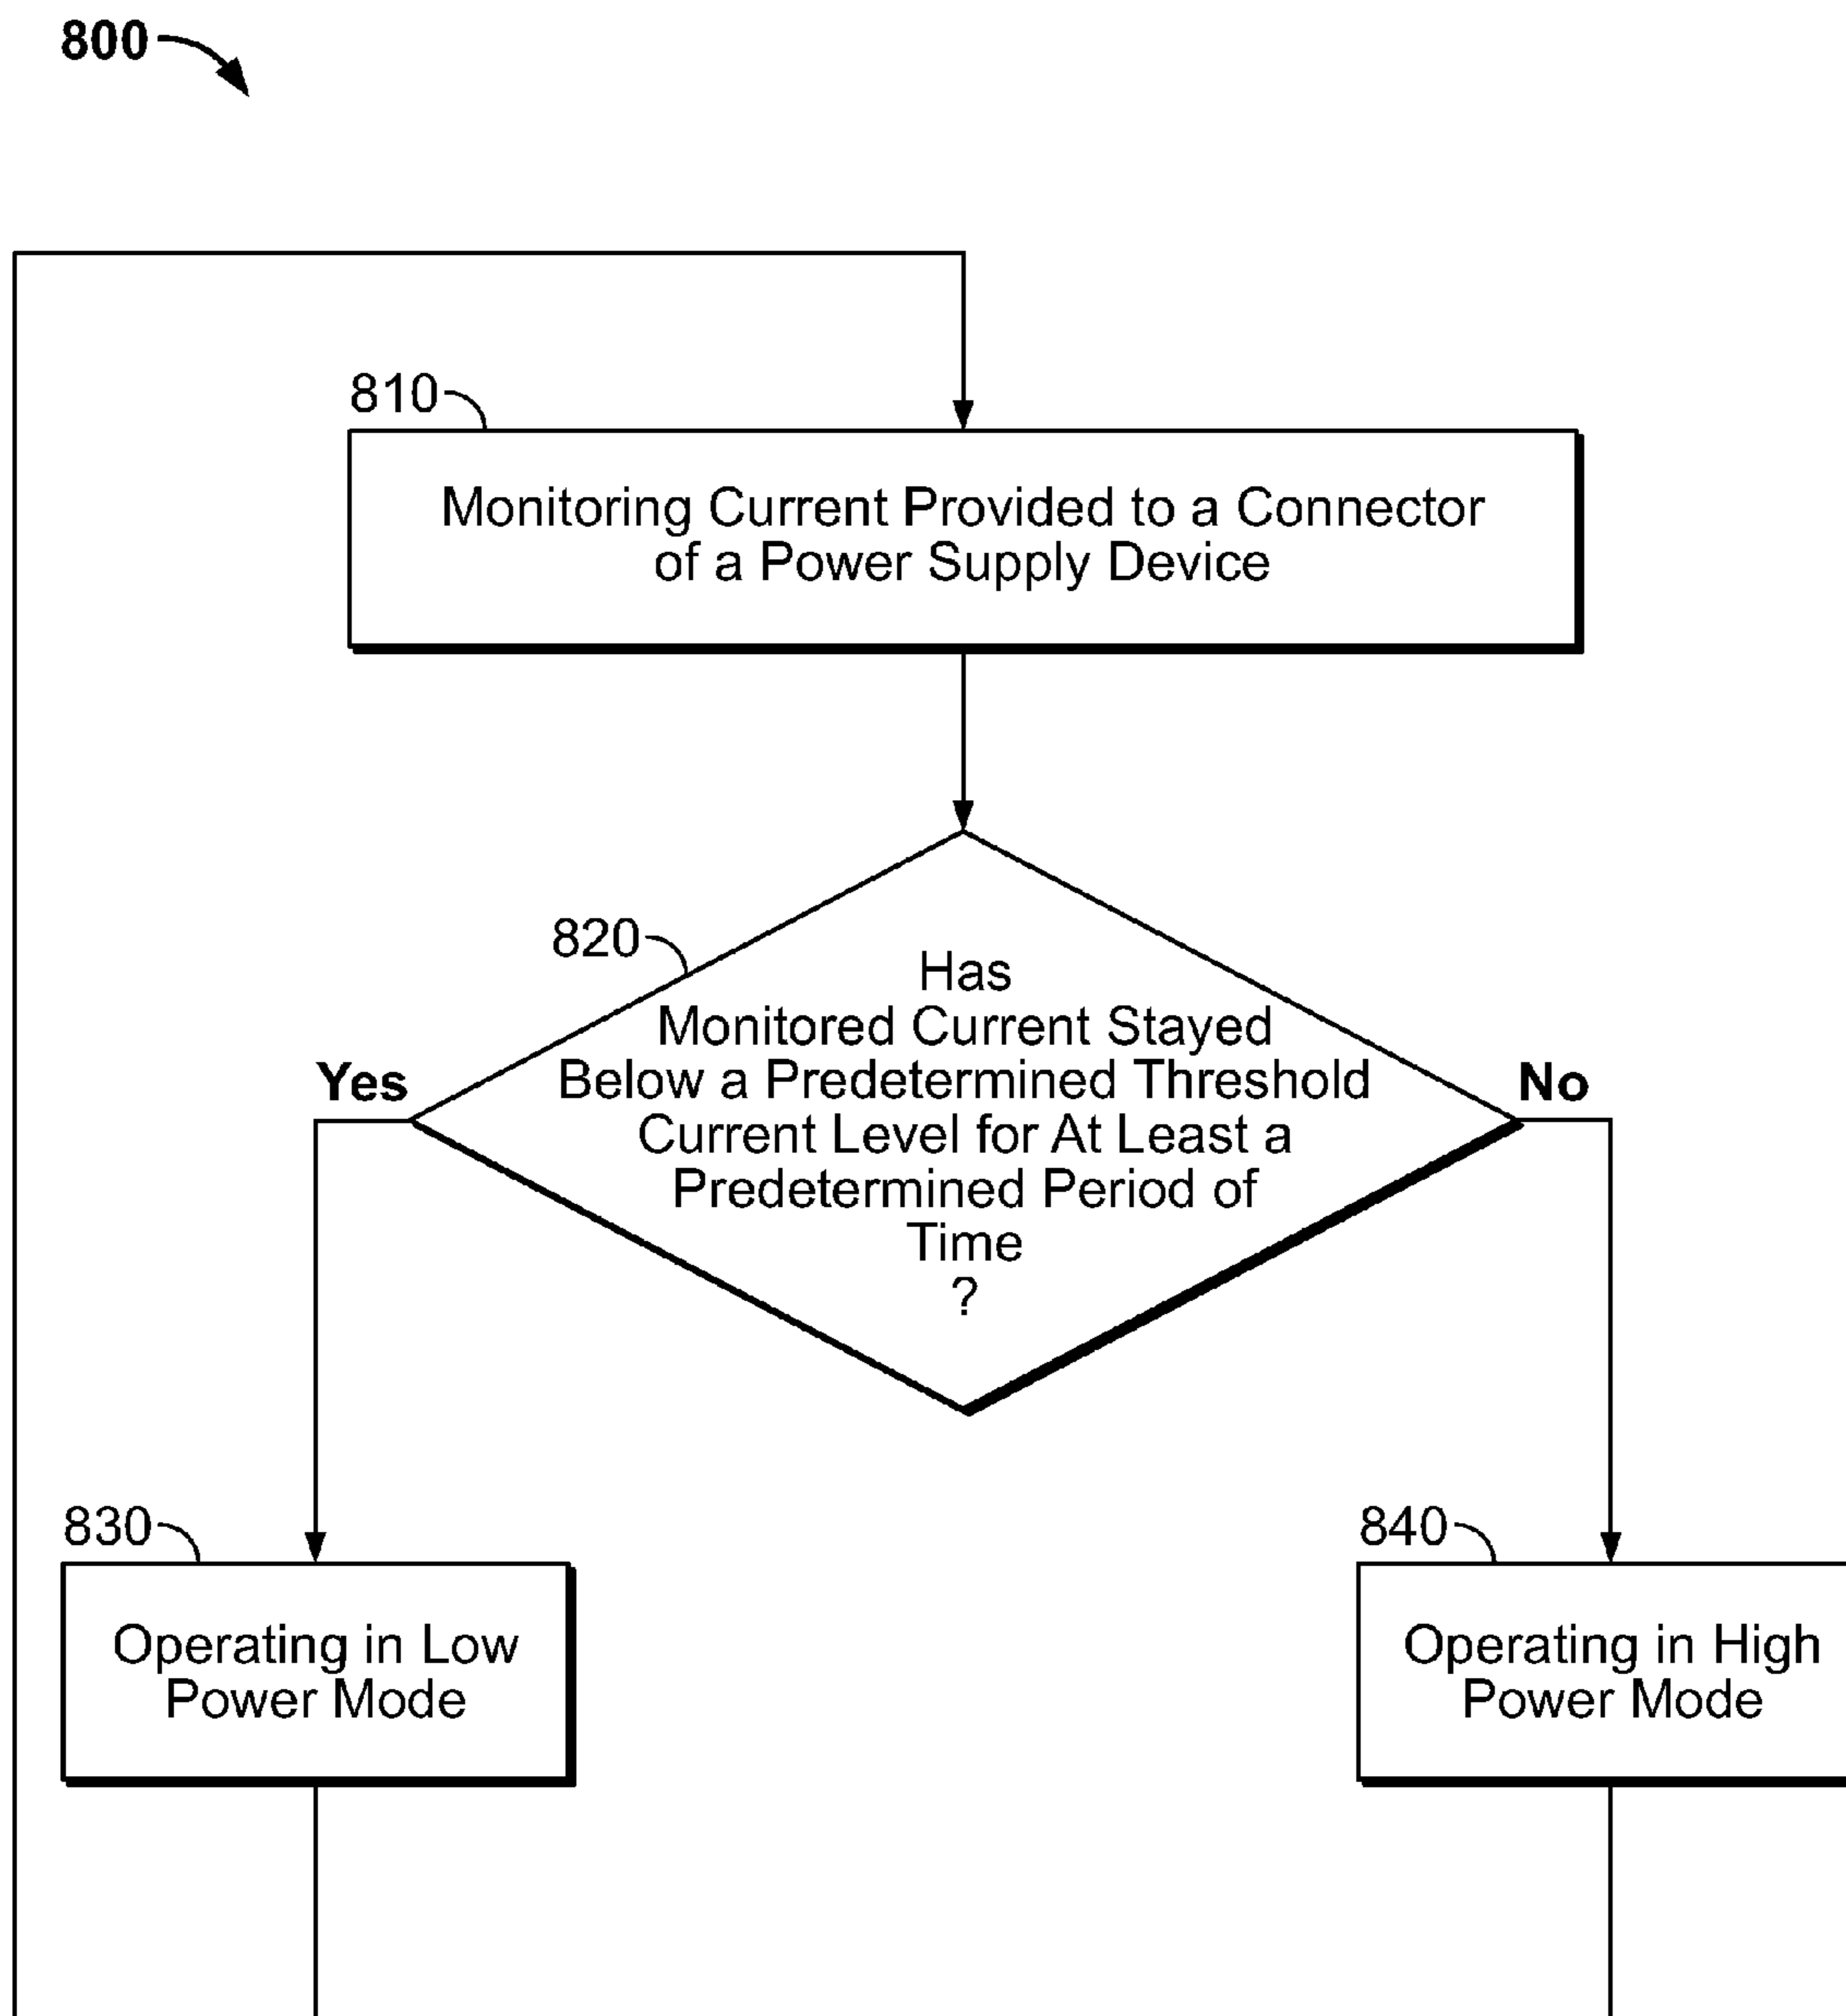 800
810
Monitoring Current Provided to a Connector
of a Power Supply Device
820
Has
Monitored Current Stayed
Below a Predetermined Threshold
Current Level for At Least a
Predetermined Period of
Time
?
Yes
No
830
Operating in Low
Power Mode
840
Operating in High
Power Mode